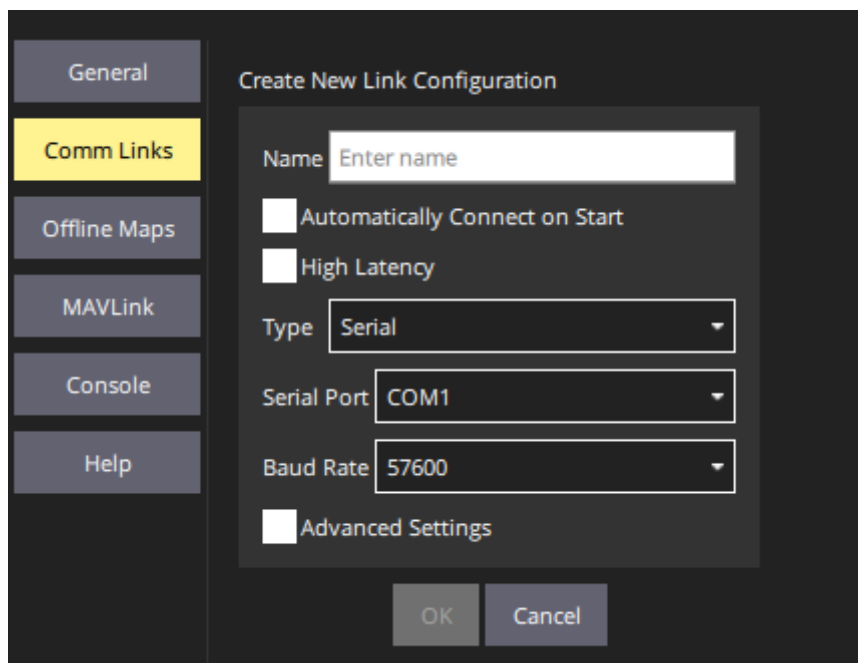 General
Comm Links
Offline Maps
MAVLink
Console
Help
Create New Link Configuration
Name Enter name
Automatically Connect on Start
High Latency
Type Serial
Serial Port COM1
Baud Rate 57600
Advanced Settings
OK Cancel